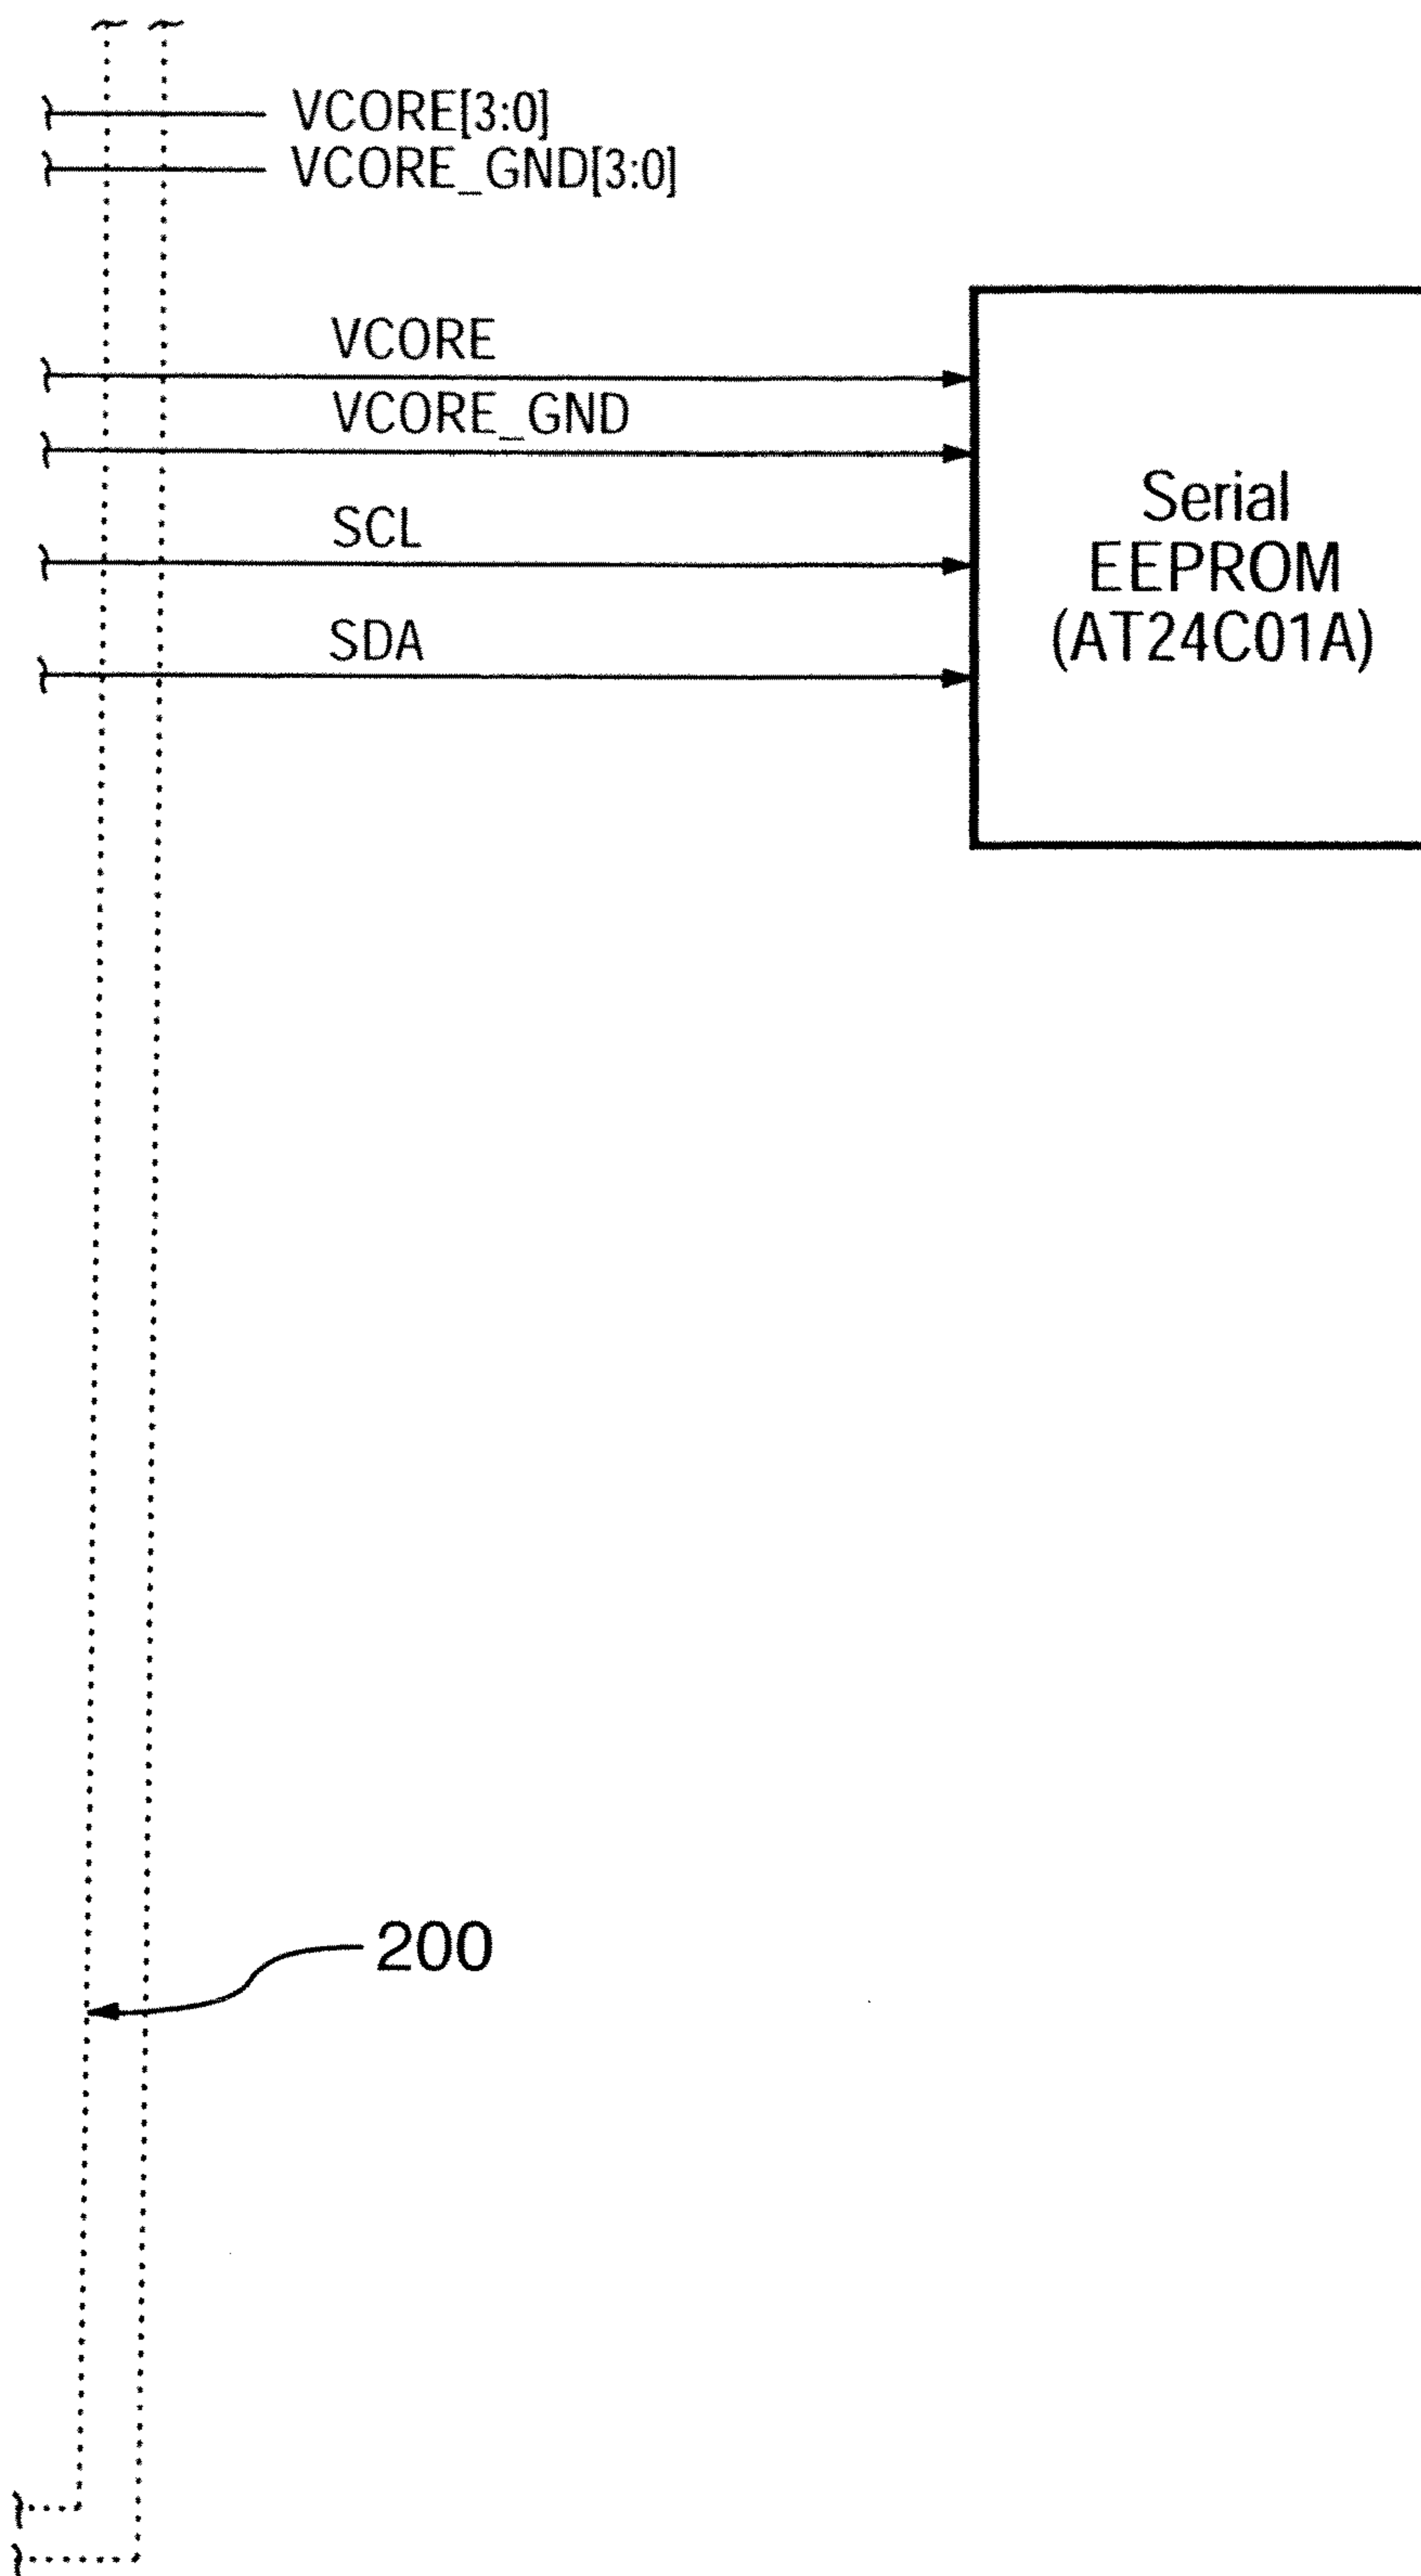 VCORE[3:0]
VCORE_GND[3:0]
VCORE
VCORE_GND
SCL
SDA
Serial
EEPROM
(AT24C01A)
200